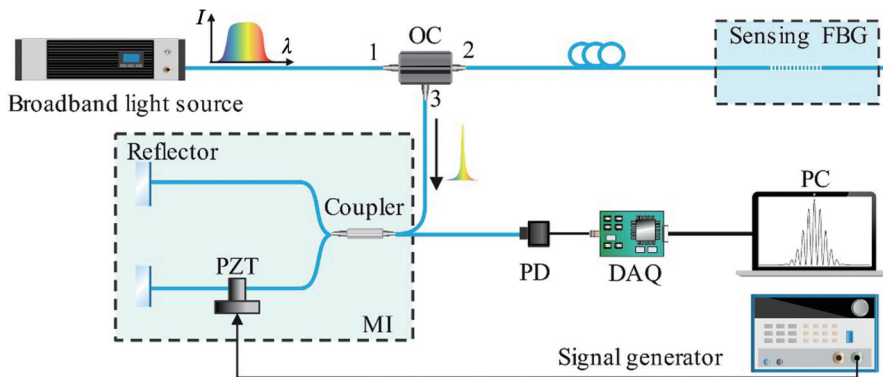 I
λ
Broadband light source
1
OC
2
3
Sensing FBG
Reflector
Coupler
PZT
MI
PD
DAQ
PC
Signal generator